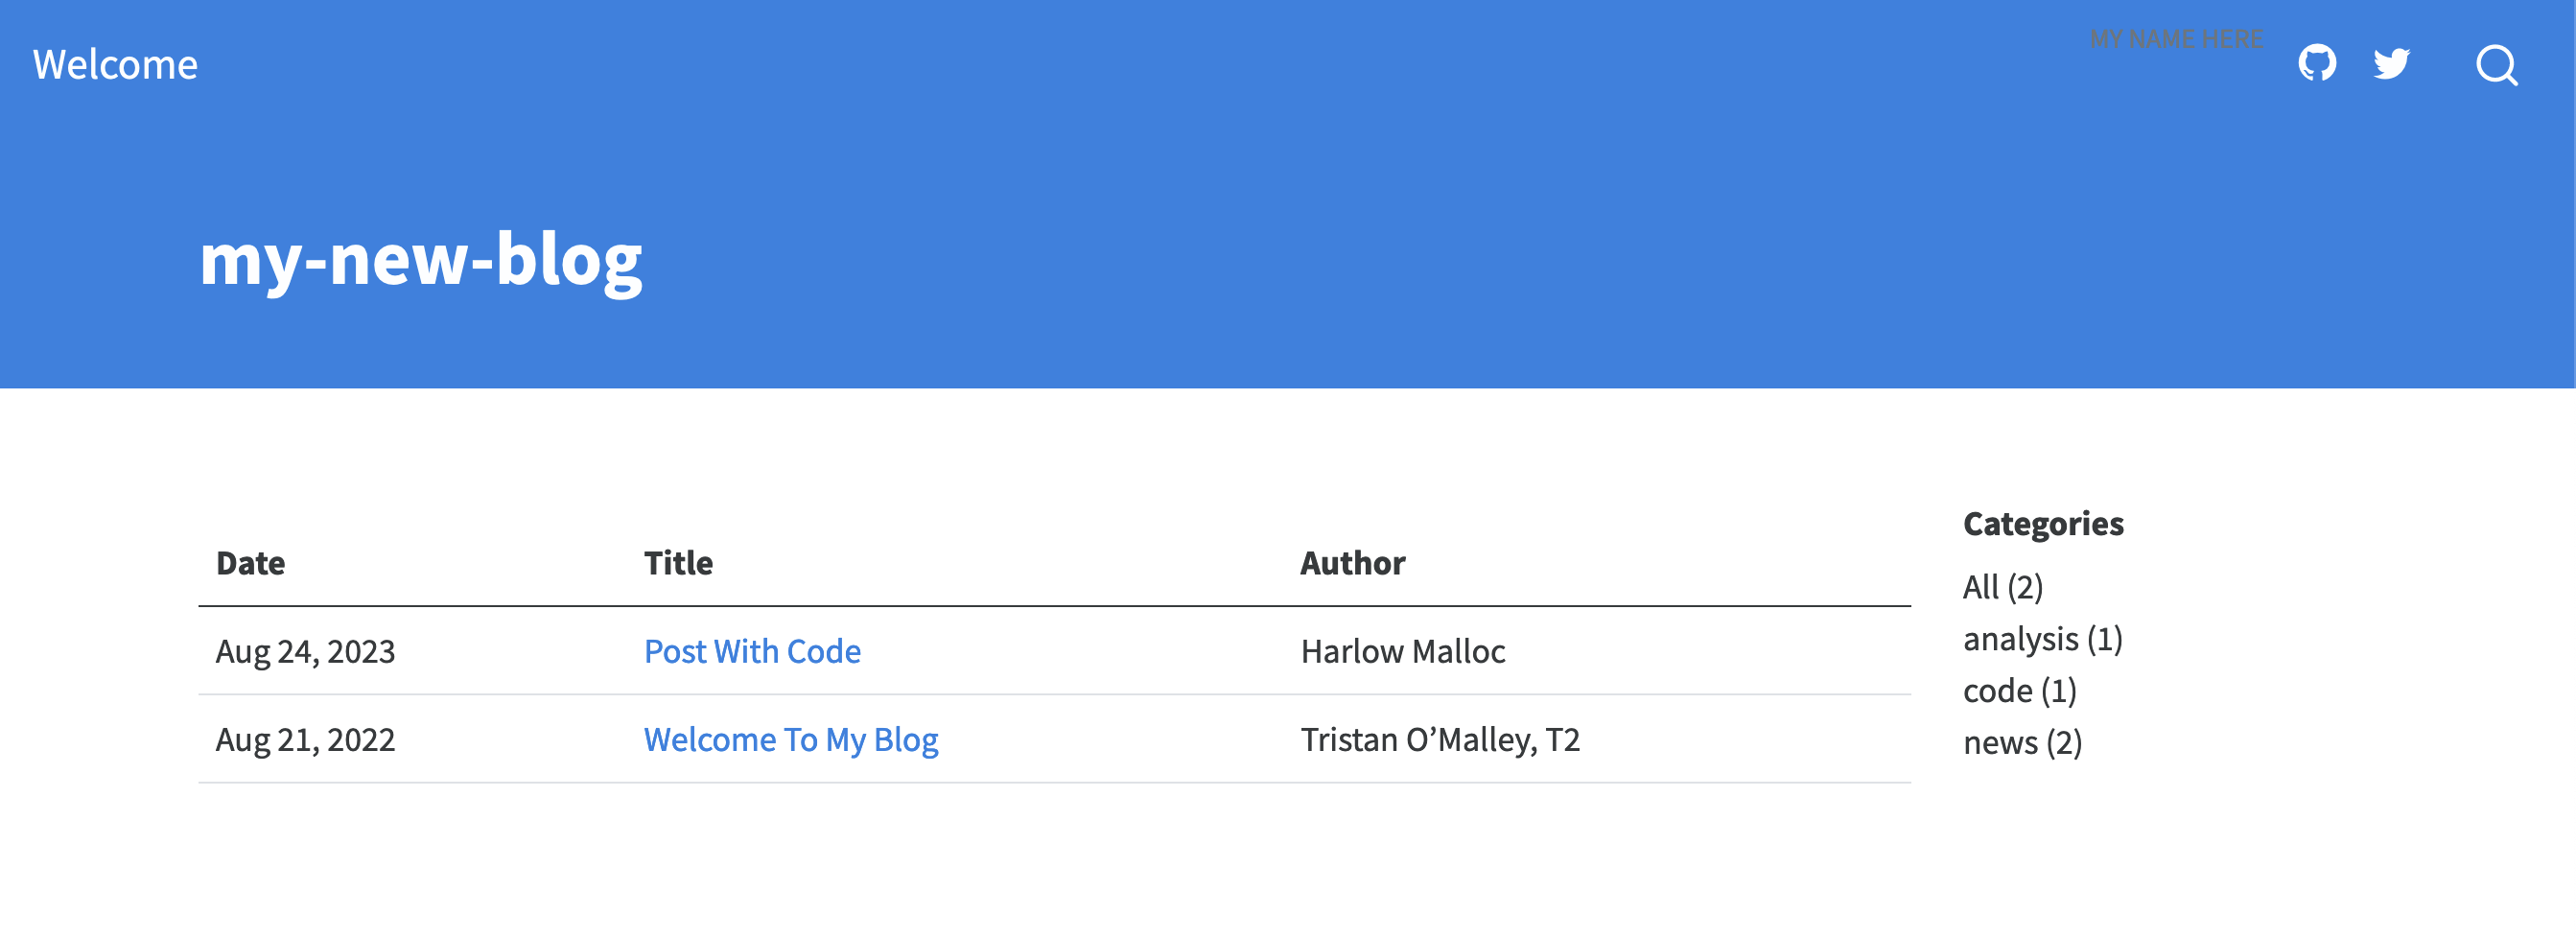 Welcome
MY NAME HERE
my-new-blog
Date Title Author
Aug 24, 2023 Post With Code Harlow Malloc
Aug 21, 2022 Welcome To My Blog Tristan O’Malley, T2
Categories
All (2)
analysis (1)
code (1)
news (2)